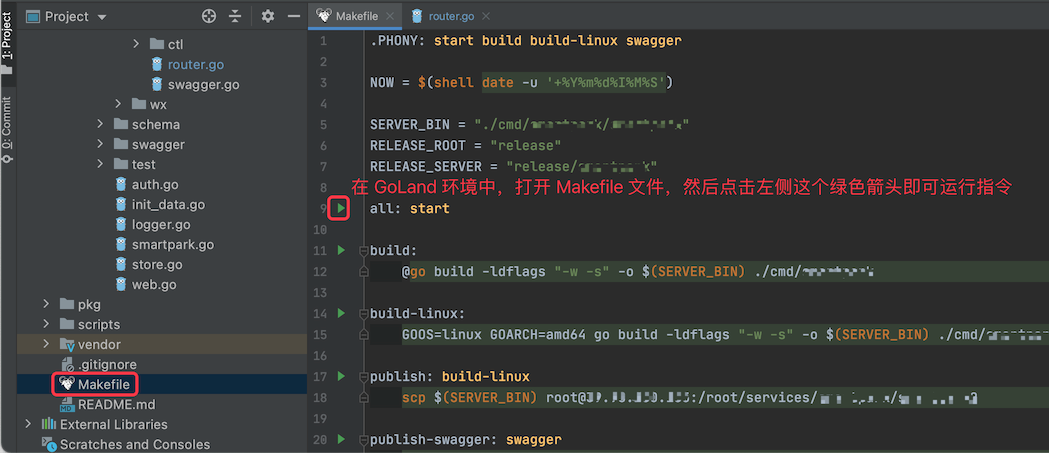 Project
Makefile
router.go
1: Project
0: Commit
ctl
router.go
swagger.go
wx
schema
swagger
test
auth.go
init_data.go
logger.go
smartpark.go
store.go
web.go
pkg
scripts
vendor
.gitignore
Makefile
README.md
External Libraries
Scratches and Consoles
1 .PHONY: start build build-linux swagger
2
3 NOW = $(shell date -u '+%Y%m%d%I%M%S')
4
5 SERVER_BIN = "./cmd/
6 RELEASE_ROOT = "release"
7 RELEASE_SERVER = "release/
8
在 GoLand 环境中，打开 Makefile 文件，然后点击左侧这个绿色箭头即可运行指令
9 all: start
10
11 build:
12 @go build -ldflags "-w -s" -o $(SERVER_BIN) ./cmd/
13
14 build-linux:
15 GOOS=linux GOARCH=amd64 go build -ldflags "-w -s" -o $(SERVER_BIN) ./cmd/
16
17 publish: build-linux
18 scp $(SERVER_BIN) root@ :/root/services/
19
20 publish-swagger: swagger